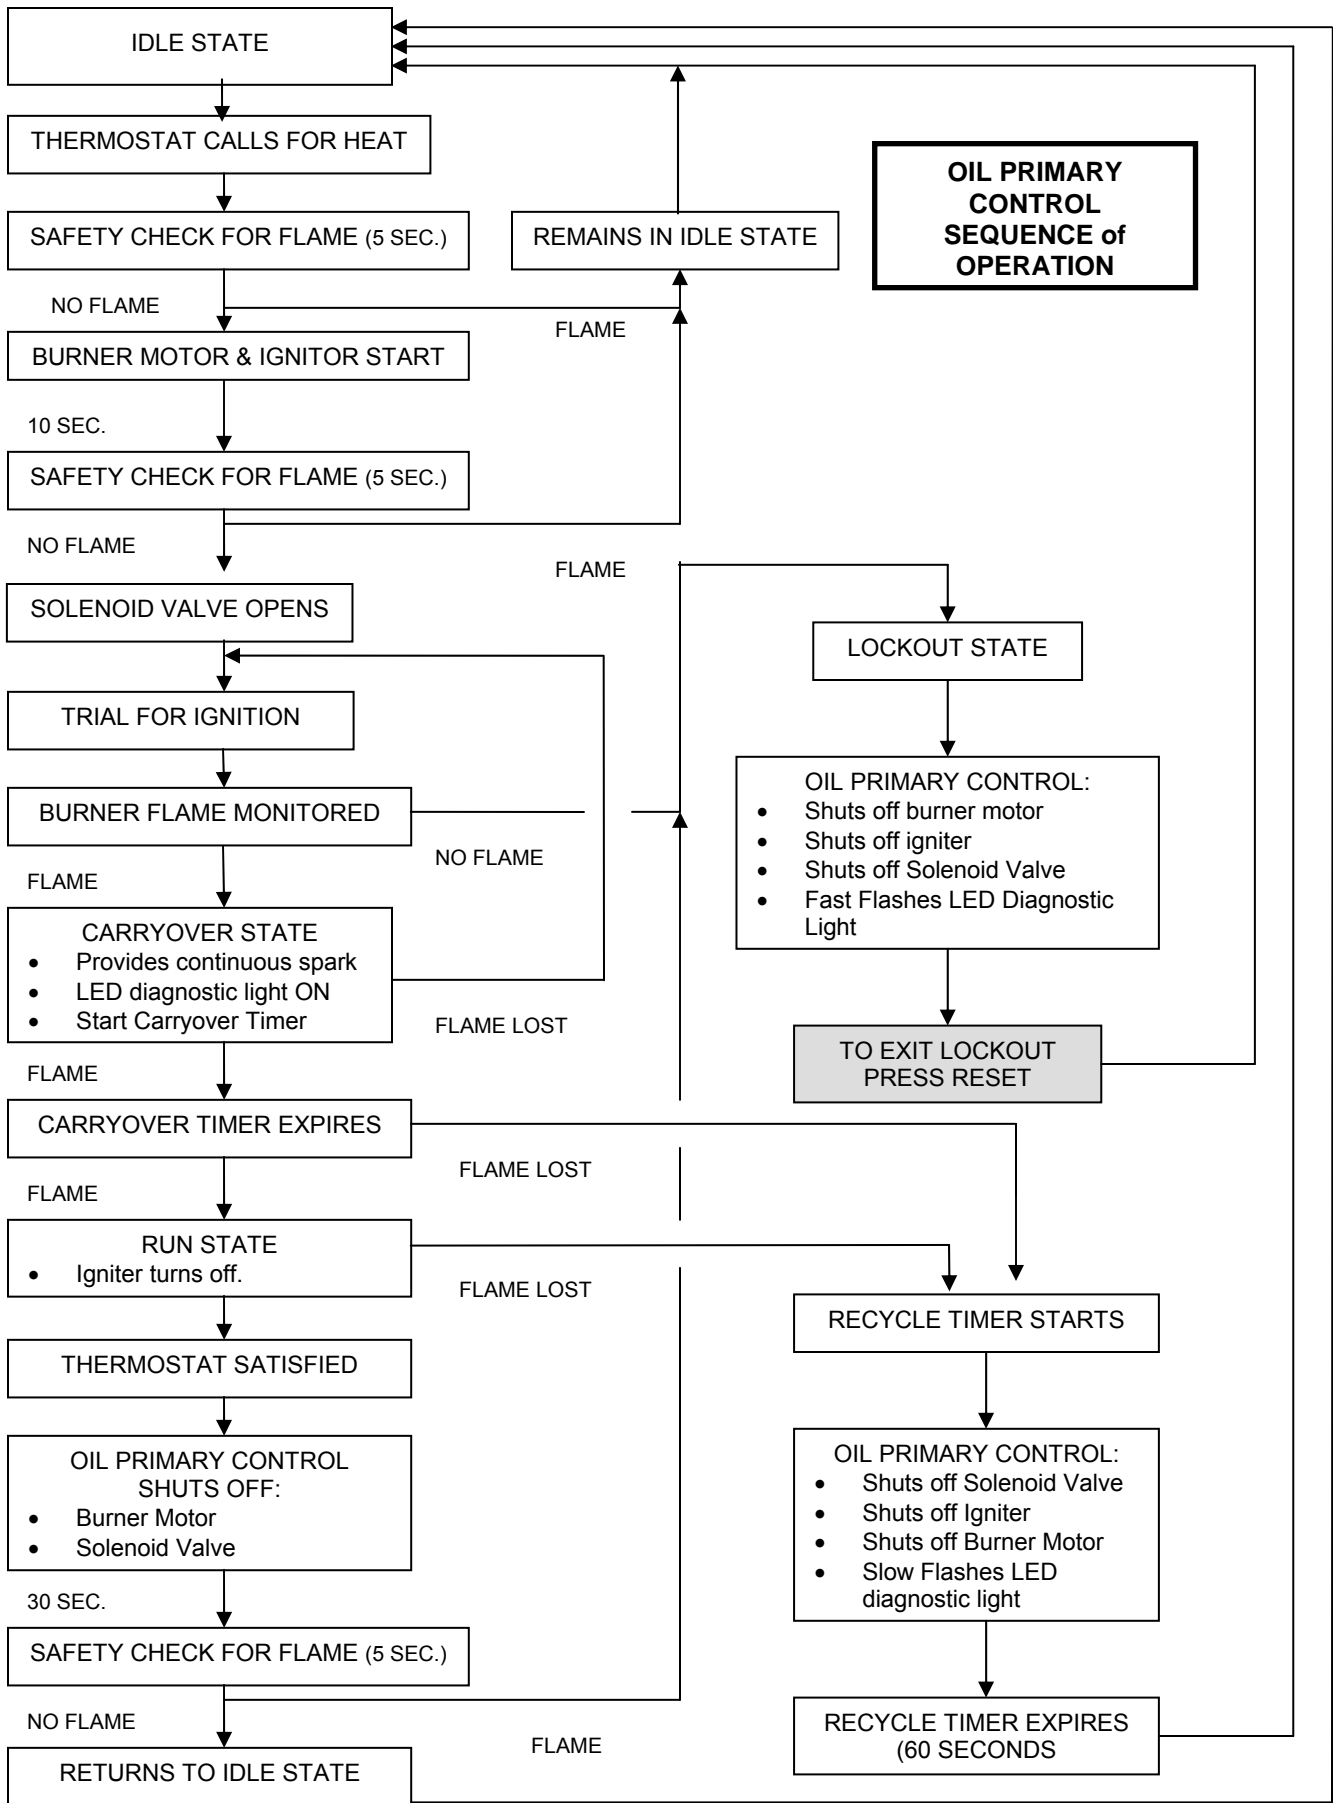 IDLE STATE
THERMOSTAT CALLS FOR HEAT
OIL PRIMARY
CONTROL
SEQUENCE of
OPERATION
SAFETY CHECK FOR FLAME (5 SEC.)
REMAINS IN IDLE STATE
NO FLAME
FLAME
BURNER MOTOR & IGNITOR START
10 SEC.
SAFETY CHECK FOR FLAME (5 SEC.)
NO FLAME
FLAME
SOLENOID VALVE OPENS
LOCKOUT STATE
TRIAL FOR IGNITION
BURNER FLAME MONITORED
NO FLAME
OIL PRIMARY CONTROL:
• Shuts off burner motor
• Shuts off igniter
• Shuts off Solenoid Valve
• Fast Flashes LED Diagnostic
Light
FLAME
CARRYOVER STATE
• Provides continuous spark
• LED diagnostic light ON
• Start Carryover Timer
FLAME LOST
TO EXIT LOCKOUT
PRESS RESET
FLAME
CARRYOVER TIMER EXPIRES
FLAME LOST
FLAME
RUN STATE
• Igniter turns off.
FLAME LOST
RECYCLE TIMER STARTS
THERMOSTAT SATISFIED
OIL PRIMARY CONTROL
SHUTS OFF:
• Burner Motor
• Solenoid Valve
OIL PRIMARY CONTROL:
• Shuts off Solenoid Valve
• Shuts off Igniter
• Shuts off Burner Motor
• Slow Flashes LED
diagnostic light
30 SEC.
SAFETY CHECK FOR FLAME (5 SEC.)
NO FLAME
FLAME
RECYCLE TIMER EXPIRES
(60 SECONDS
RETURNS TO IDLE STATE